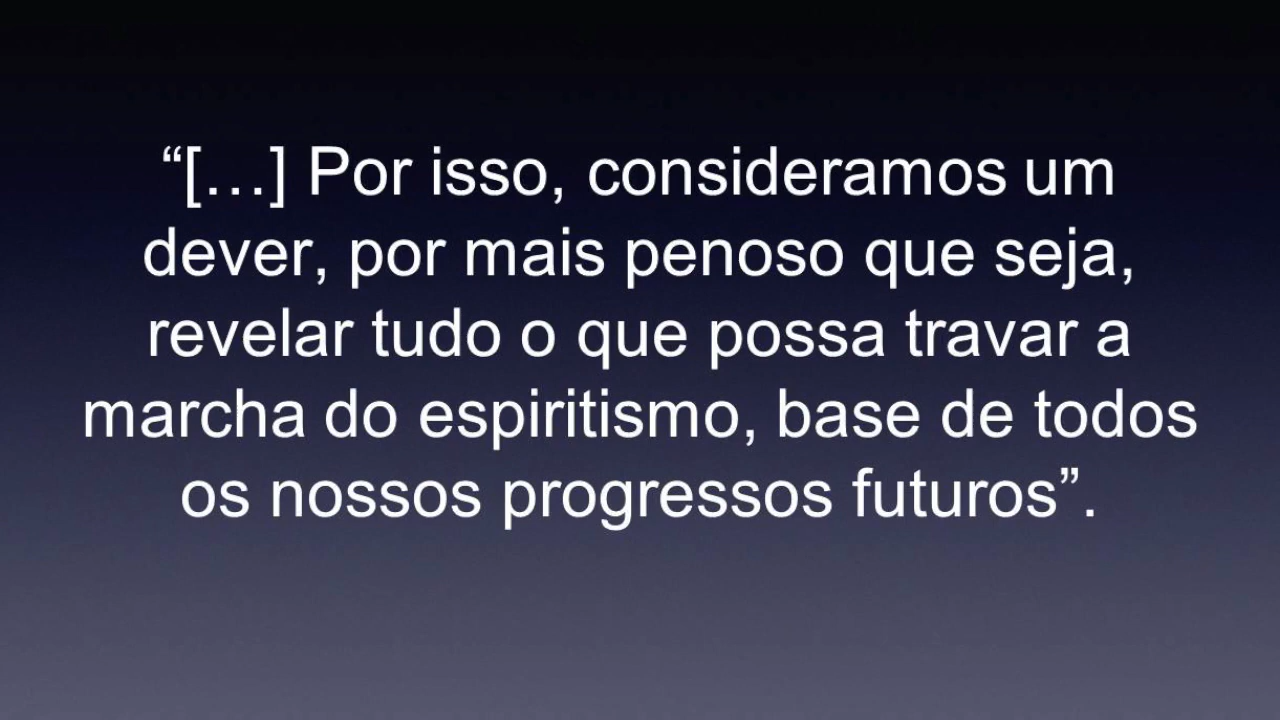 “[…] Por isso, consideramos um
dever, por mais penoso que seja,
revelar tudo o que possa travar a
marcha do espiritismo, base de todos
os nossos progressos futuros”.